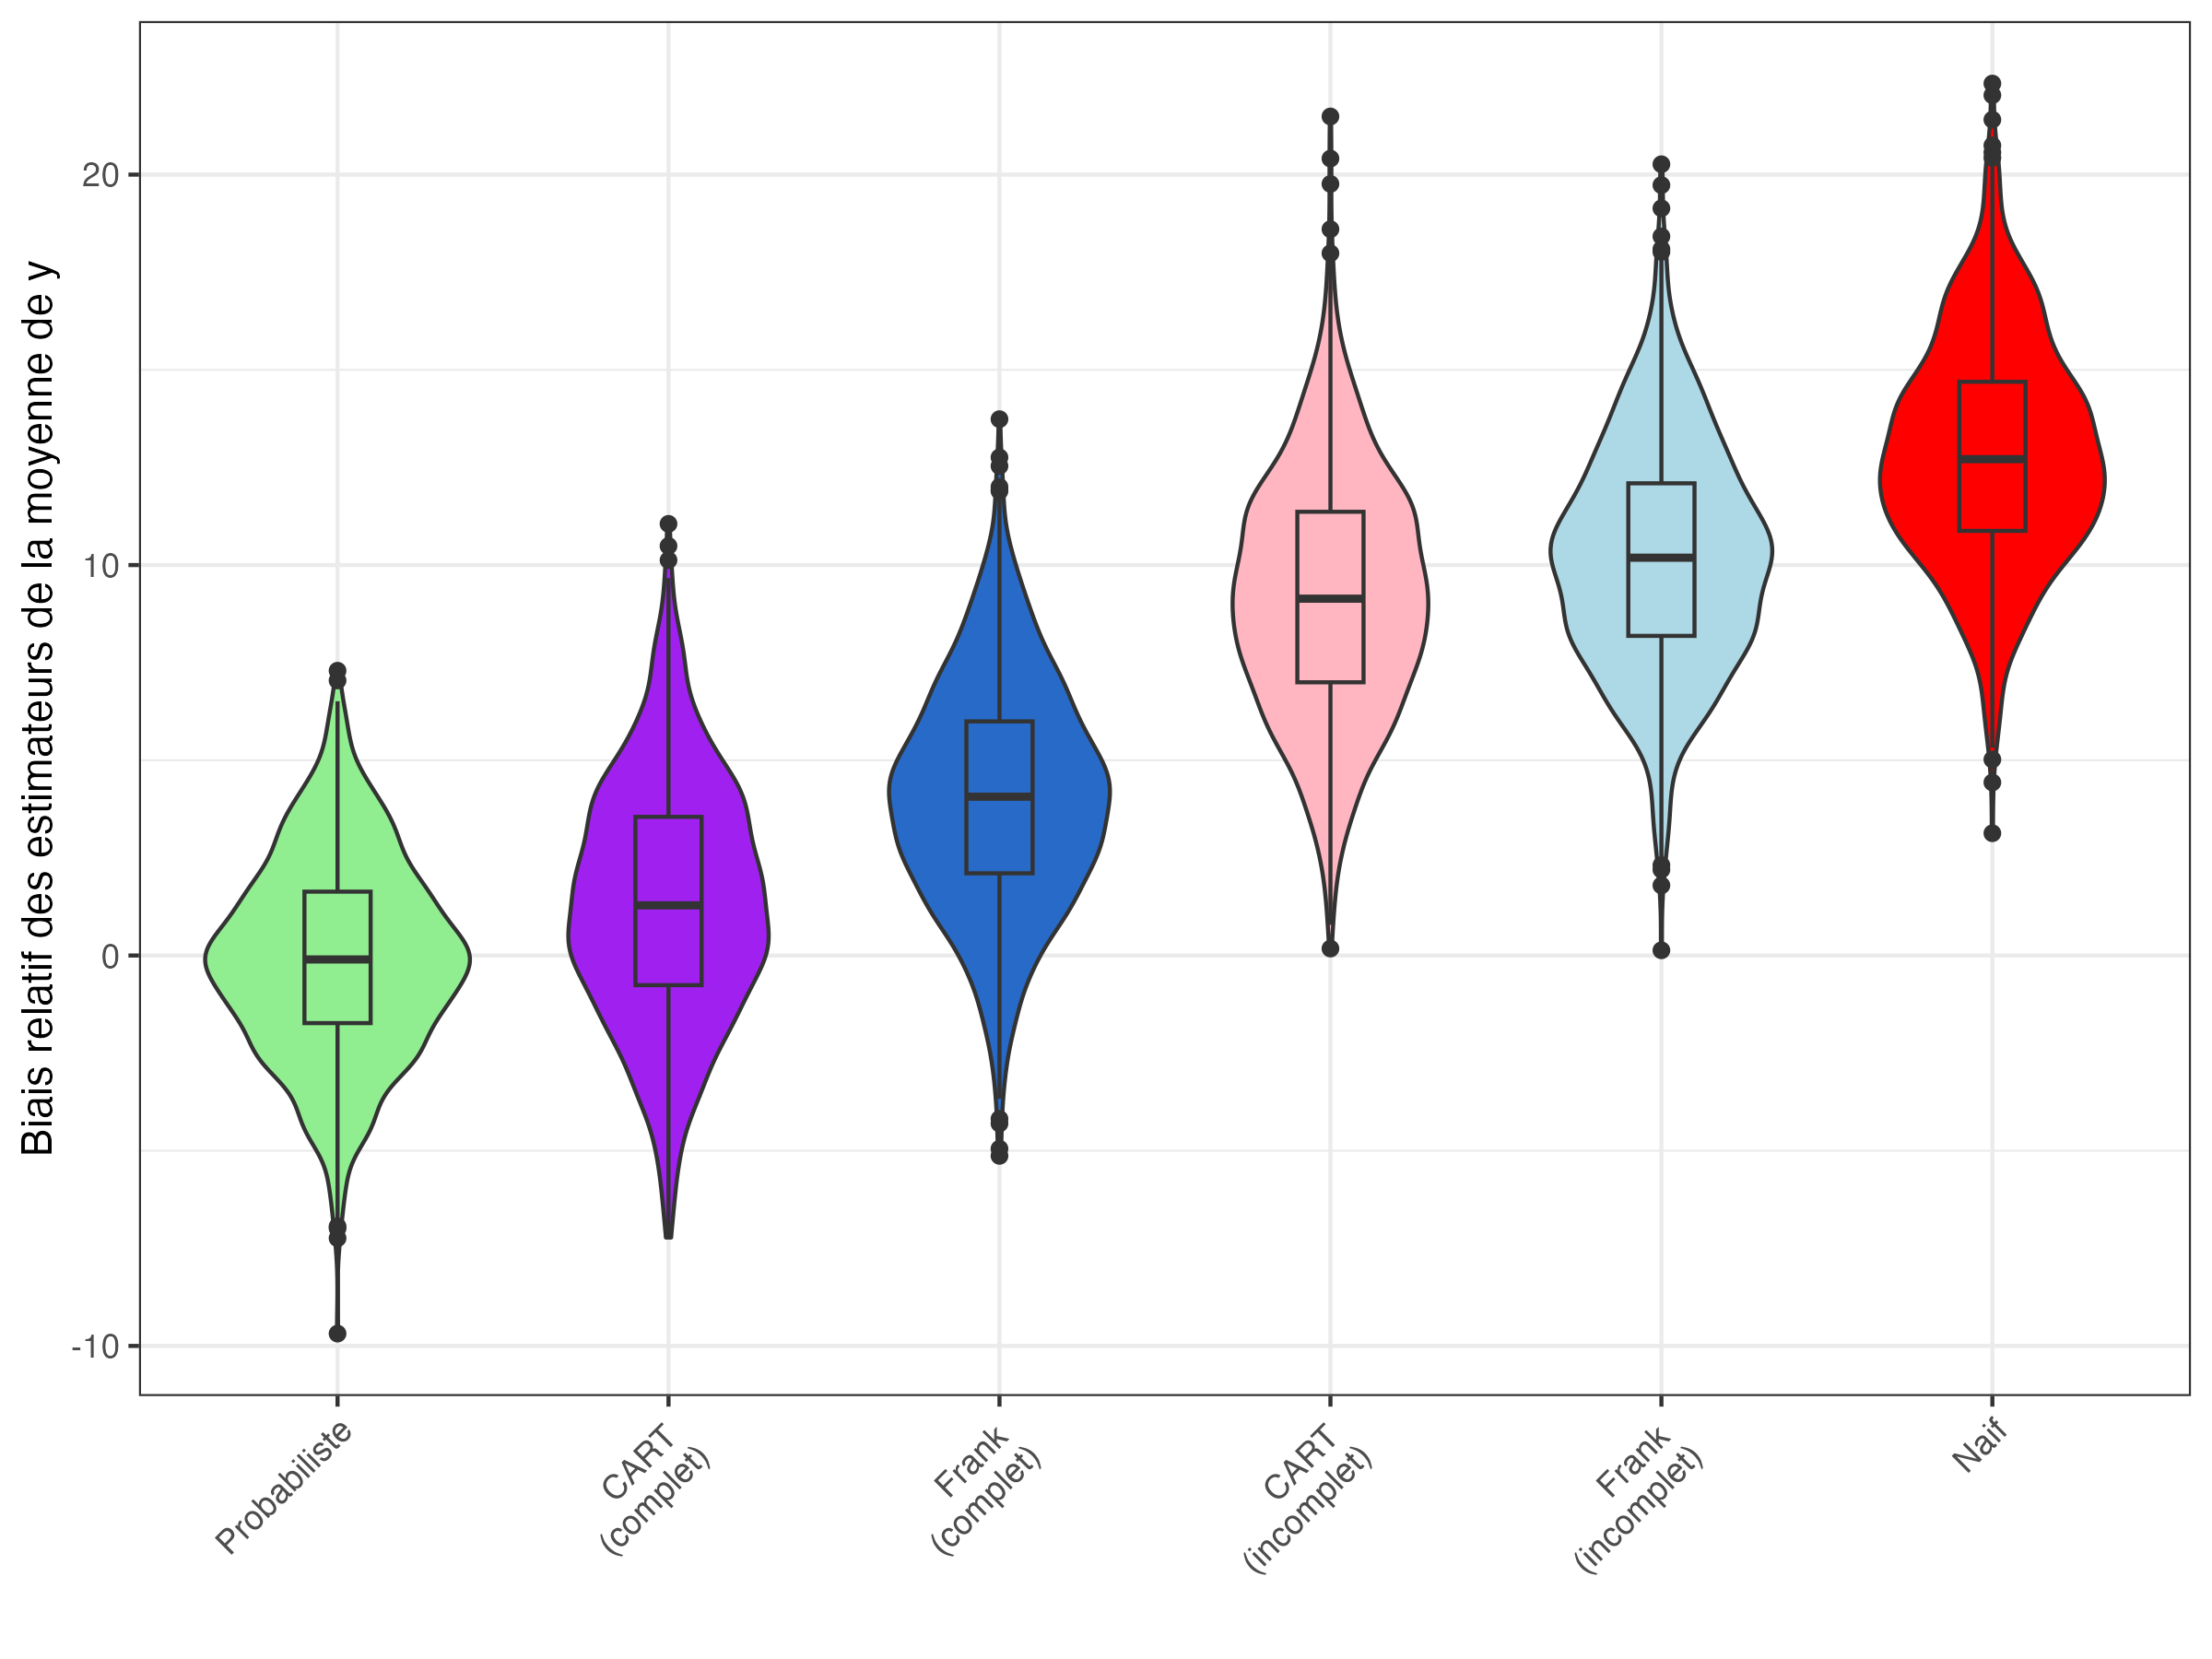 Biais relatif des estimateurs de la moyenne de y
20
10
0
-10
Probabiliste
CART
(complet)
Frank
(complet)
CART
(incomplet)
Frank
(incomplet)
Naif